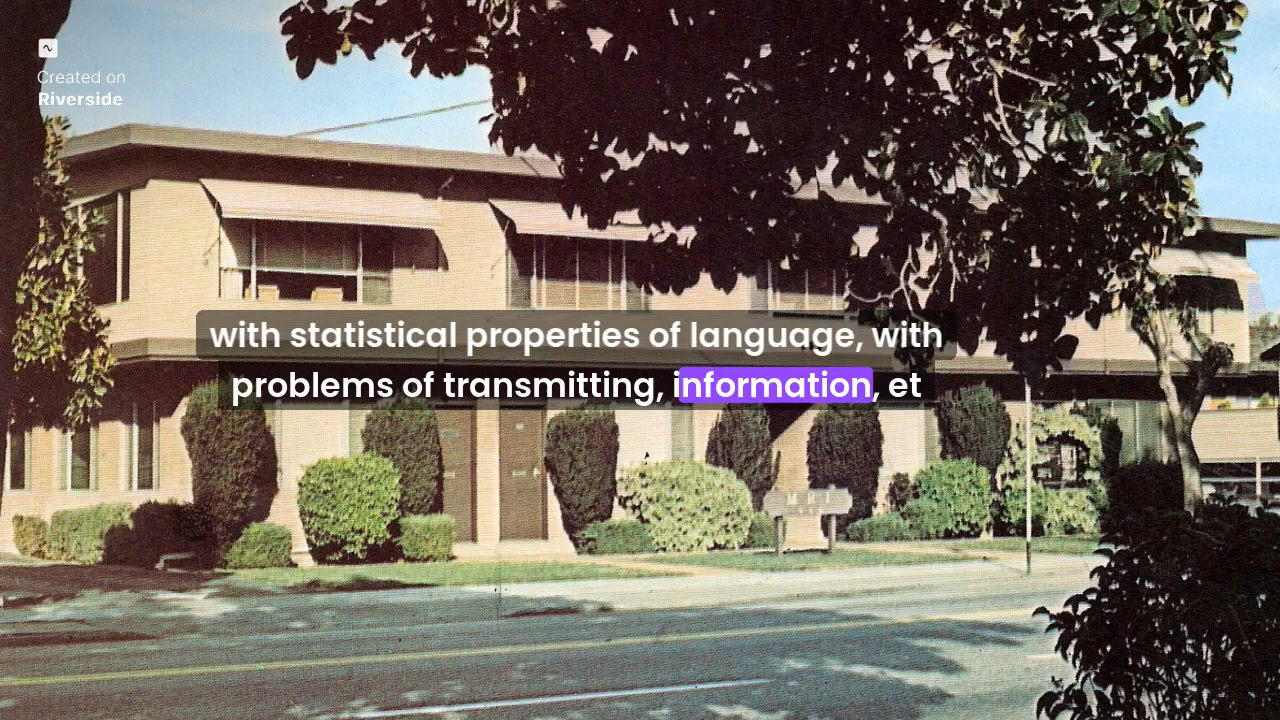 Created on
Riverside
with statistical properties of language, with
problems of transmitting, information, et